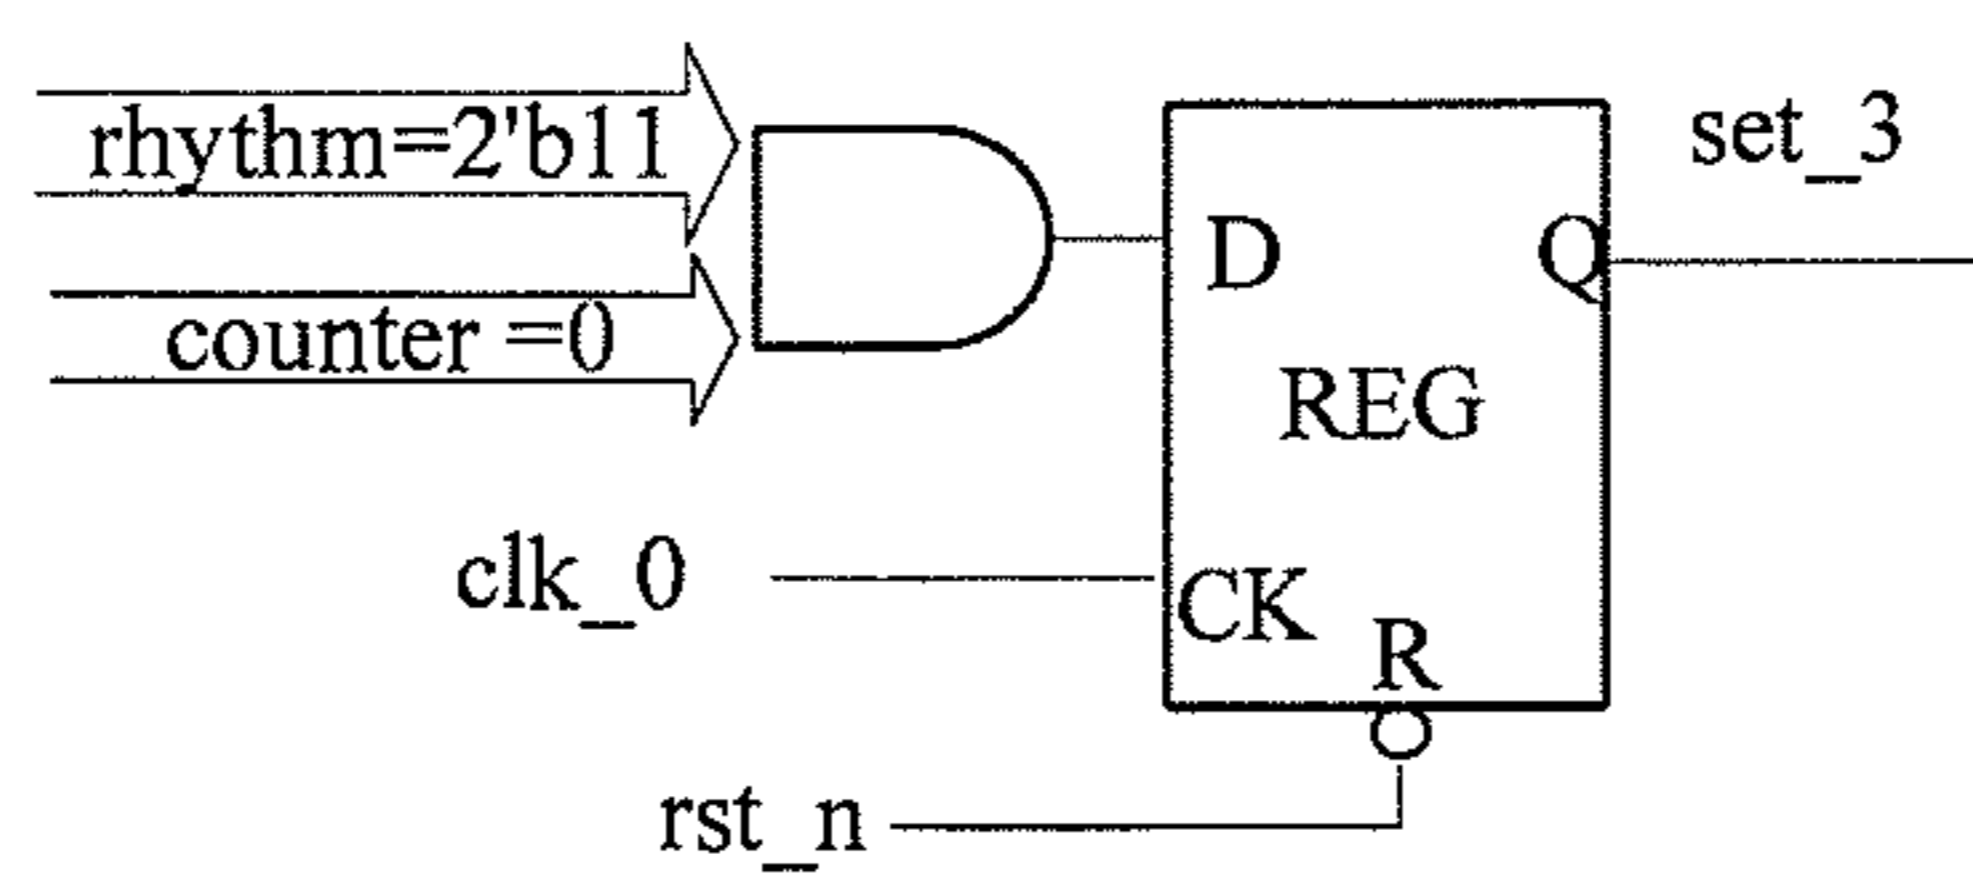 rhythm=2'b11
set_3
counter =0
D
Q
REG
clk_0
CK
R
rst_n